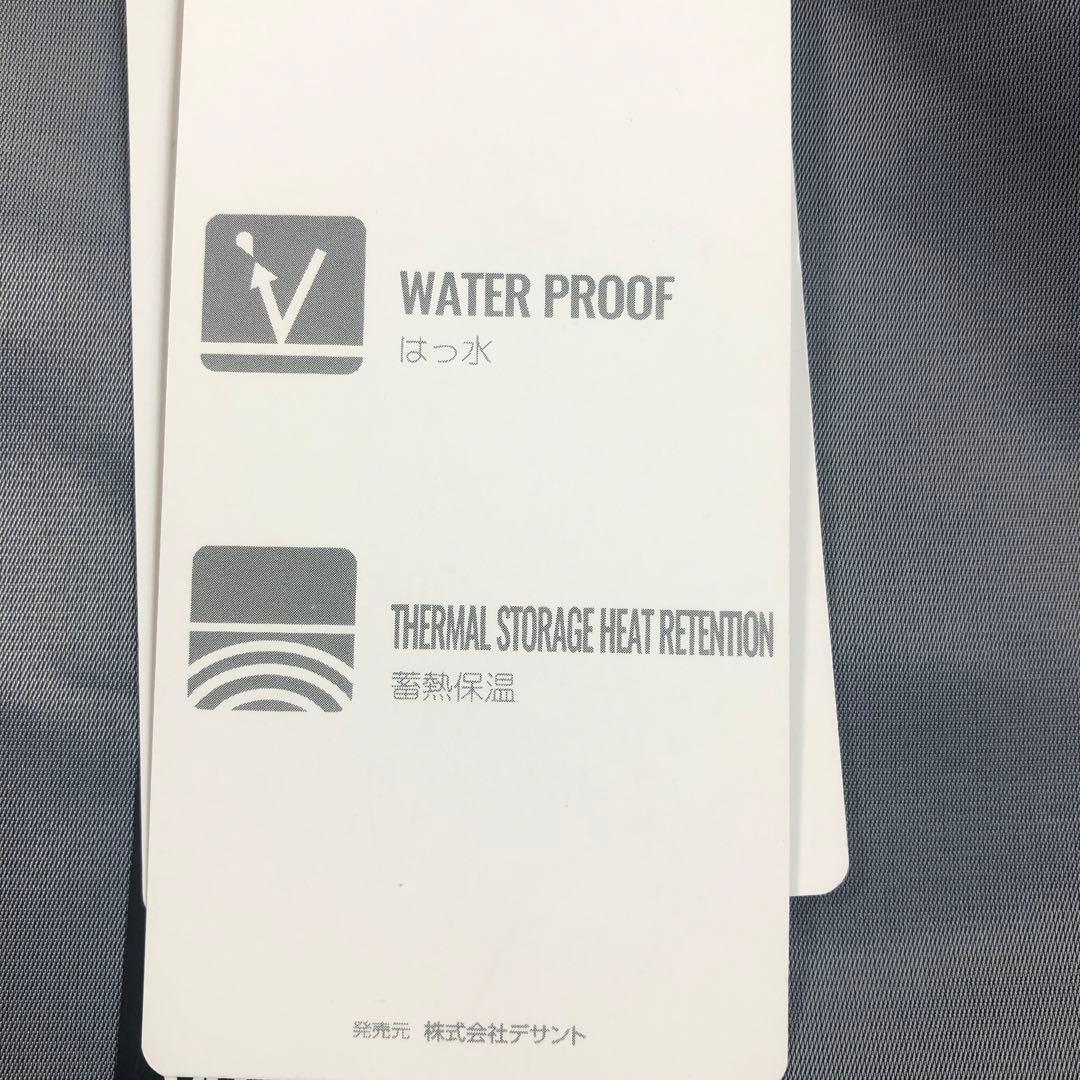 WATER PROOF
はっ水
THERMAL STORAGE HEAT RETENTION
蓄熱保温
発売元 株式会社デサント